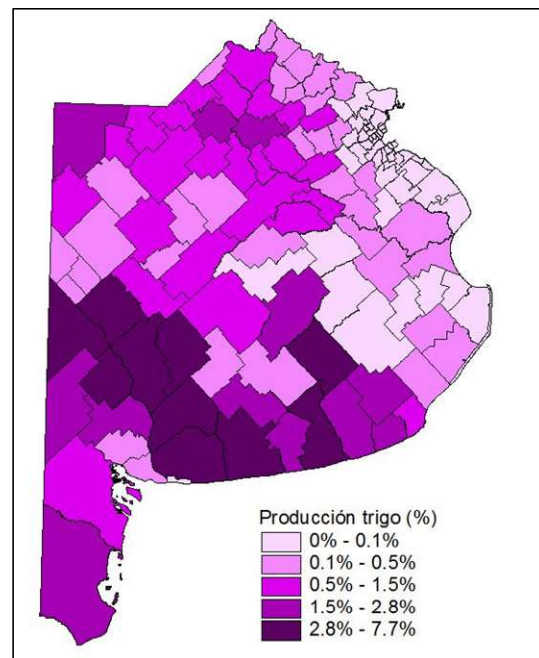 Producción trigo (%)
0% - 0.1%
0.1% - 0.5%
0.5% - 1.5%
1.5% - 2.8%
2.8% - 7.7%